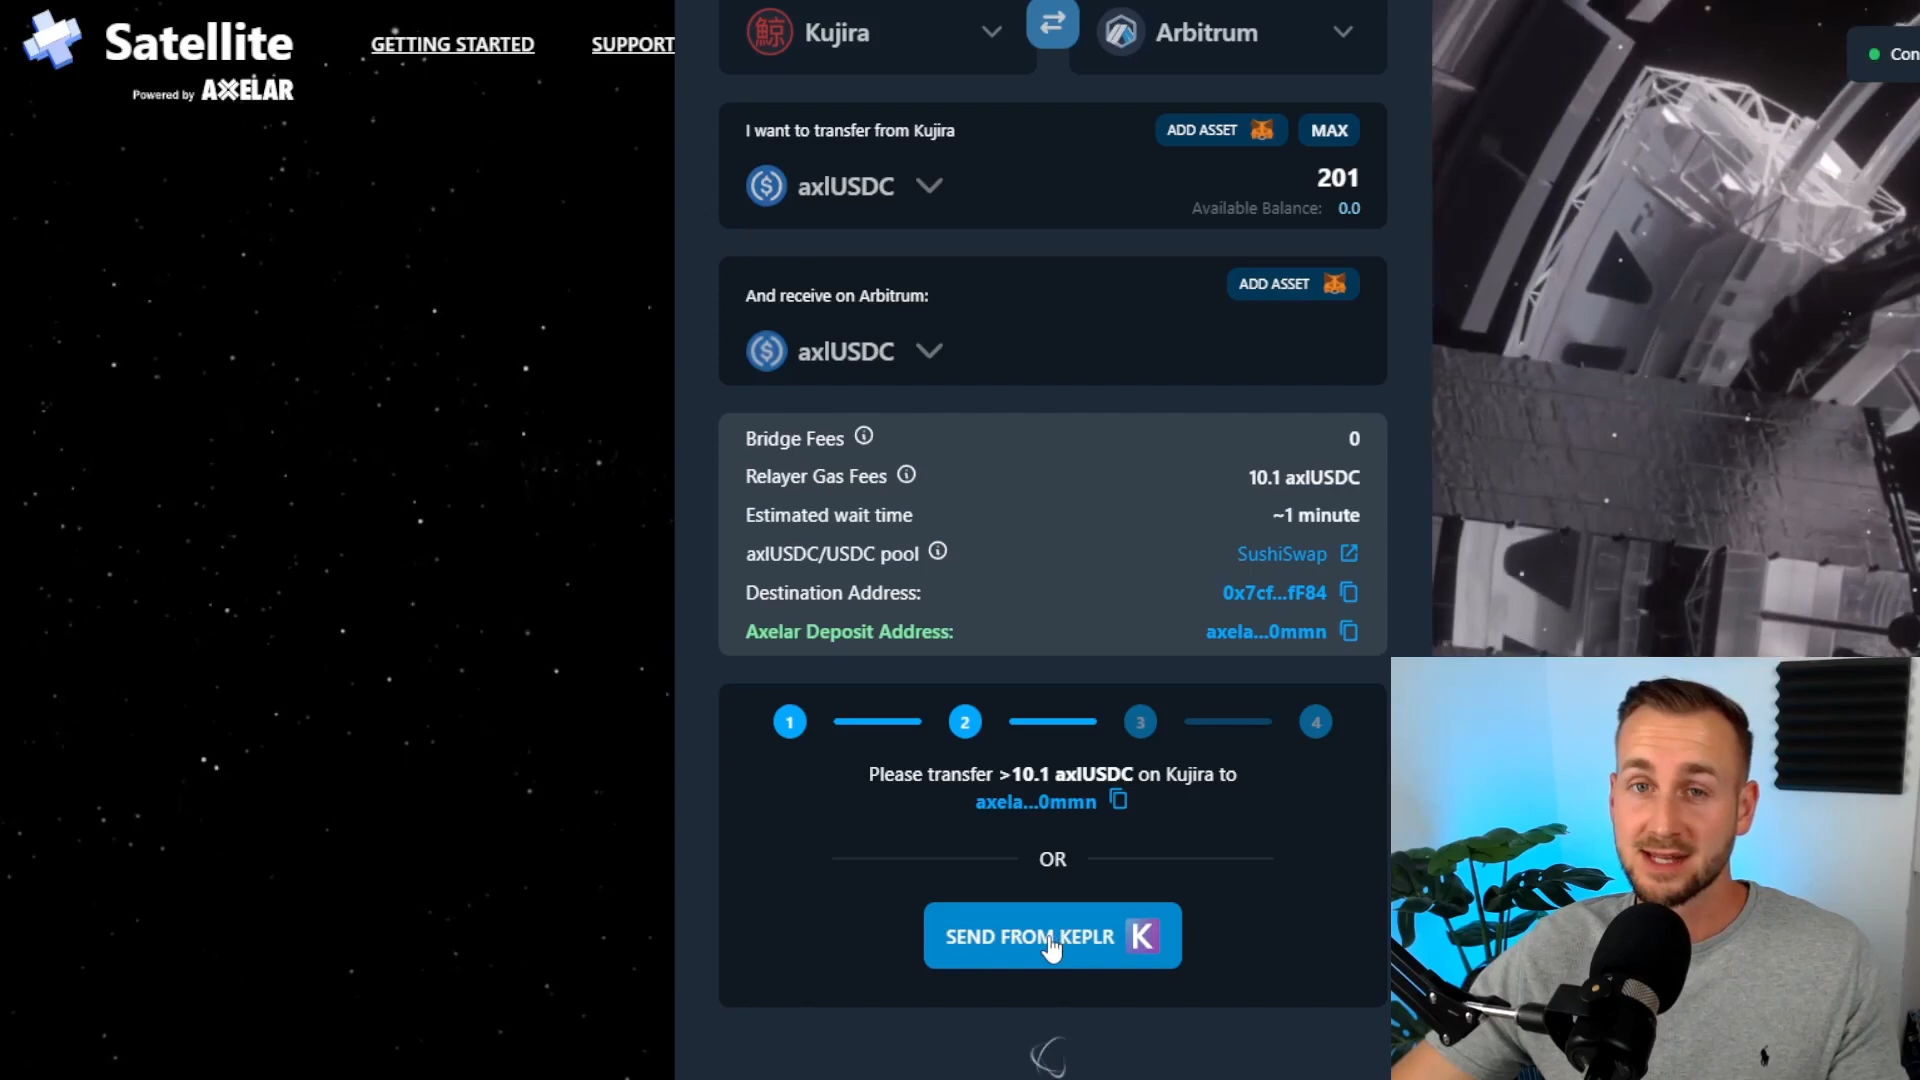 Satellite
Powered by AXELAR
GETTING STARTED
SUPPORT
鯨 Kujira
Arbitrum
Con
I want to transfer from Kujira
ADD ASSET
MAX
axlUSDC
201
Available Balance: 0.0
And receive on Arbitrum:
ADD ASSET
axlUSDC
Bridge Fees 0
Relayer Gas Fees 10.1 axlUSDC
Estimated wait time ~1 minute
axlUSDC/USDC pool SushiSwap
Destination Address: 0x7cf...fF84
Axelar Deposit Address: axela...0mmn
1 2 3 4
Please transfer >10.1 axlUSDC on Kujira to
axela...0mmn
OR
SEND FROM KEPLR K